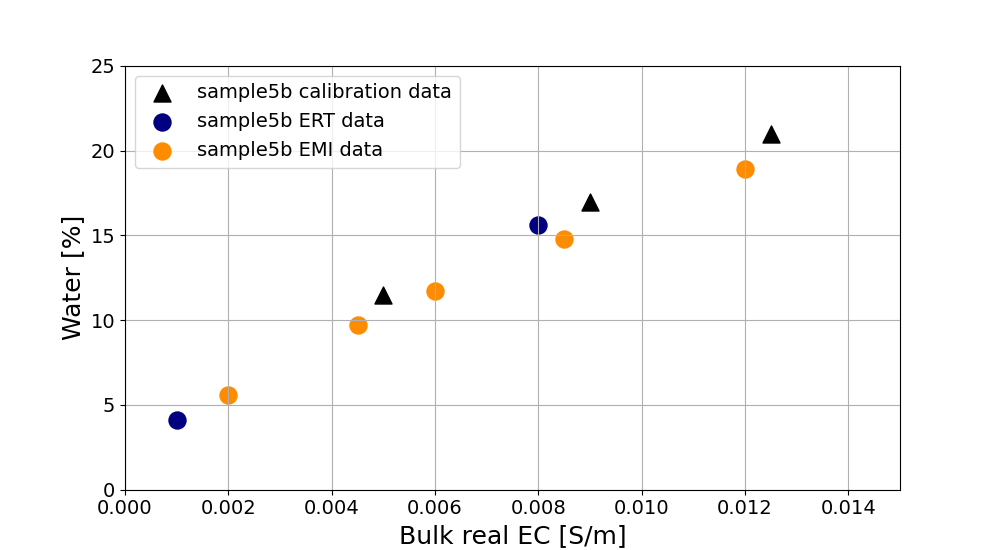 25
20
15
10
5
0
Water [%]
sample5b calibration data
sample5b ERT data
sample5b EMI data
0.000 0.002 0.004 0.006 0.008 0.010 0.012 0.014
Bulk real EC [S/m]